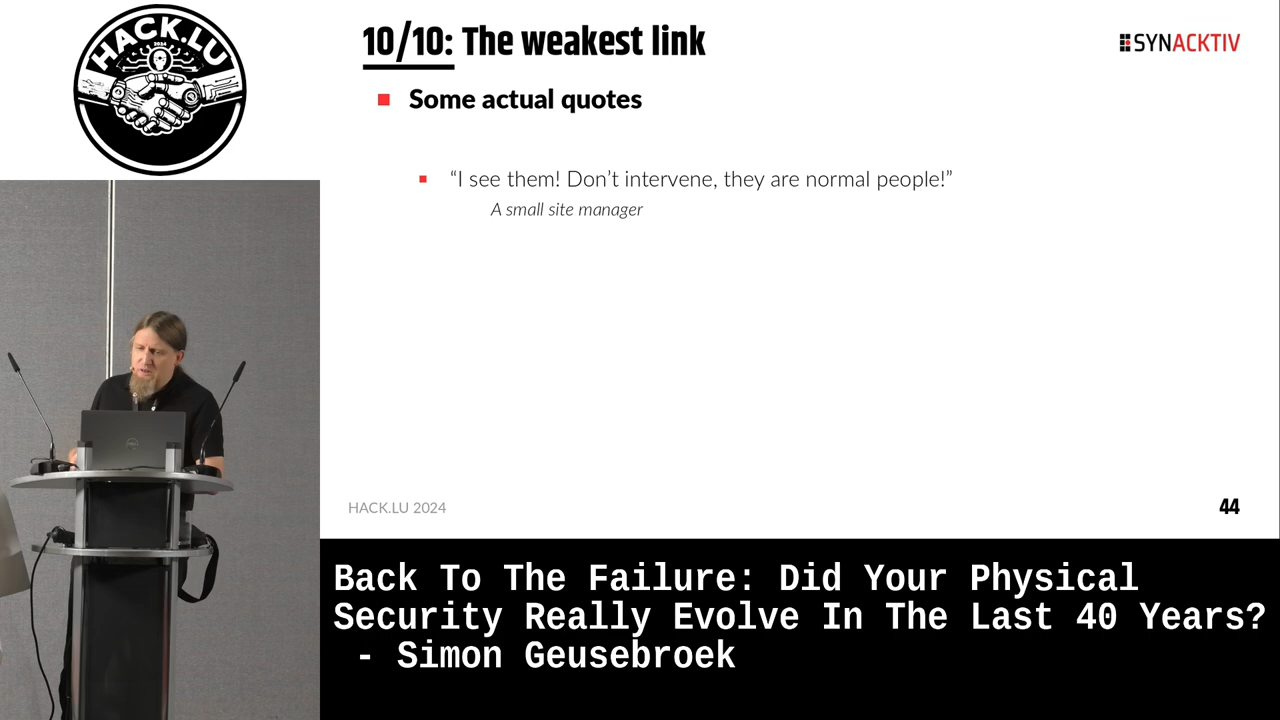 HACK.LU
2024
10/10: The weakest link
SYNACKTIV
Some actual quotes
“I see them! Don’t intervene, they are normal people!”
A small site manager
HACK.LU 2024
44
Back To The Failure: Did Your Physical
Security Really Evolve In The Last 40 Years?
- Simon Geusebroek